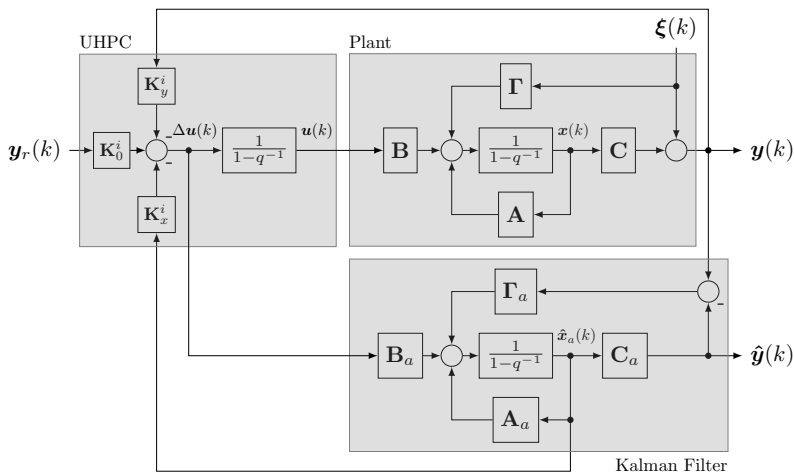 UHPC
Plant
ξ(k)
K_y^i
Γ
Δu(k)
u(k)
x(k)
y_r(k)
K_0^i
-
-
1/(1−q⁻¹)
B
1/(1−q⁻¹)
C
y(k)
K_x^i
A
Γ_a
-
x̂_a(k)
B_a
1/(1−q⁻¹)
C_a
ŷ(k)
A_a
Kalman Filter